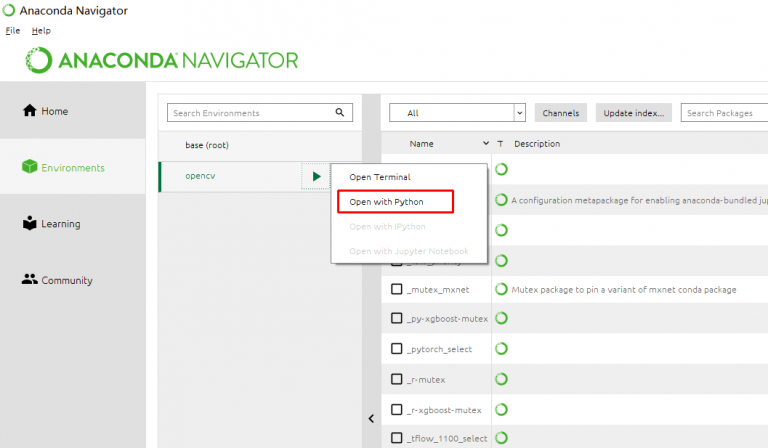 Anaconda Navigator
File Help
ANACONDA NAVIGATOR
Home
Environments
Learning
Community
Search Environments
base (root)
opencv
Open Terminal
Open with Python
Open with IPython
Open with Jupyter Notebook
All Channels Update index... Search Packages
Name T Description
A configuration metapackage for enabling anaconda-bundled jup
_mutex_mxnet Mutex package to pin a variant of mxnet conda package
_py-xgboost-mutex
_pytorch_select
_r-mutex
_r-xgboost-mutex
_tflow_1100_select